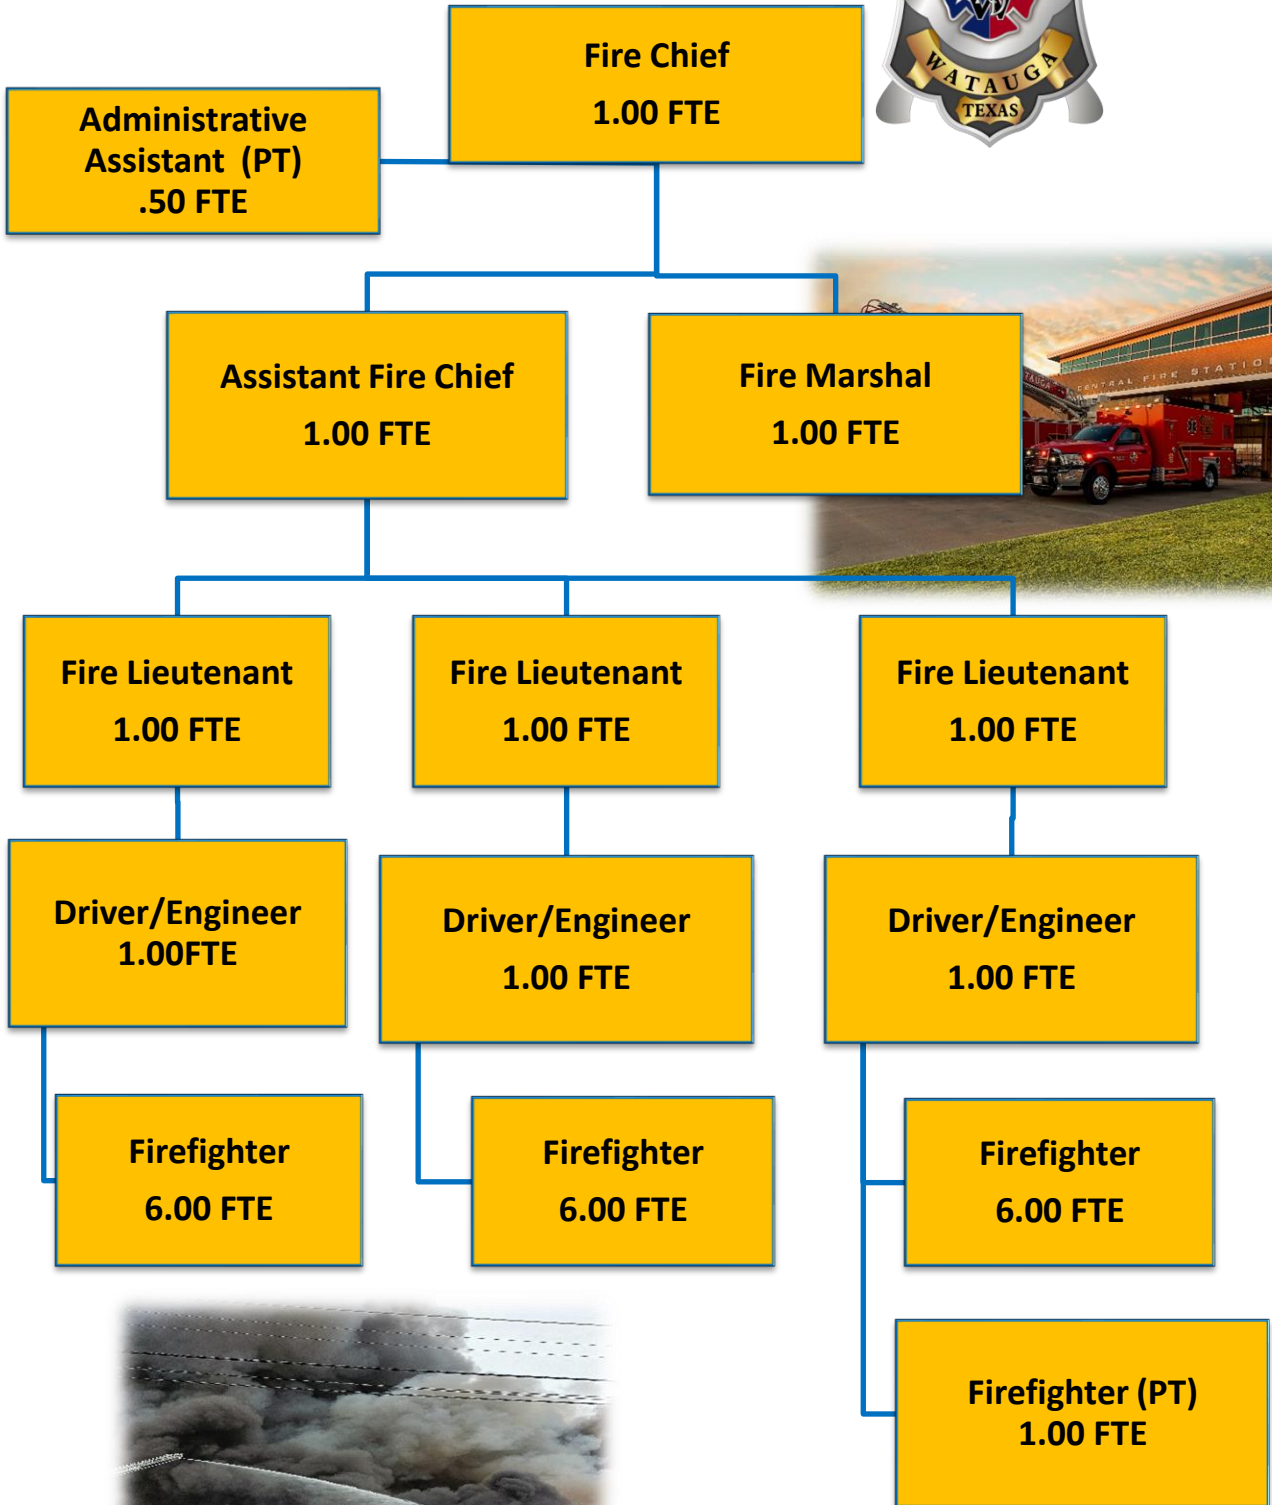 Fire Chief
1.00 FTE
WATAUGA
TEXAS
Administrative
Assistant (PT)
.50 FTE
Assistant Fire Chief
1.00 FTE
Fire Marshal
1.00 FTE
CENTRAL FIRE STATIO
Fire Lieutenant
1.00 FTE
Fire Lieutenant
1.00 FTE
Fire Lieutenant
1.00 FTE
Driver/Engineer
1.00FTE
Driver/Engineer
1.00 FTE
Driver/Engineer
1.00 FTE
Firefighter
6.00 FTE
Firefighter
6.00 FTE
Firefighter
6.00 FTE
Firefighter (PT)
1.00 FTE